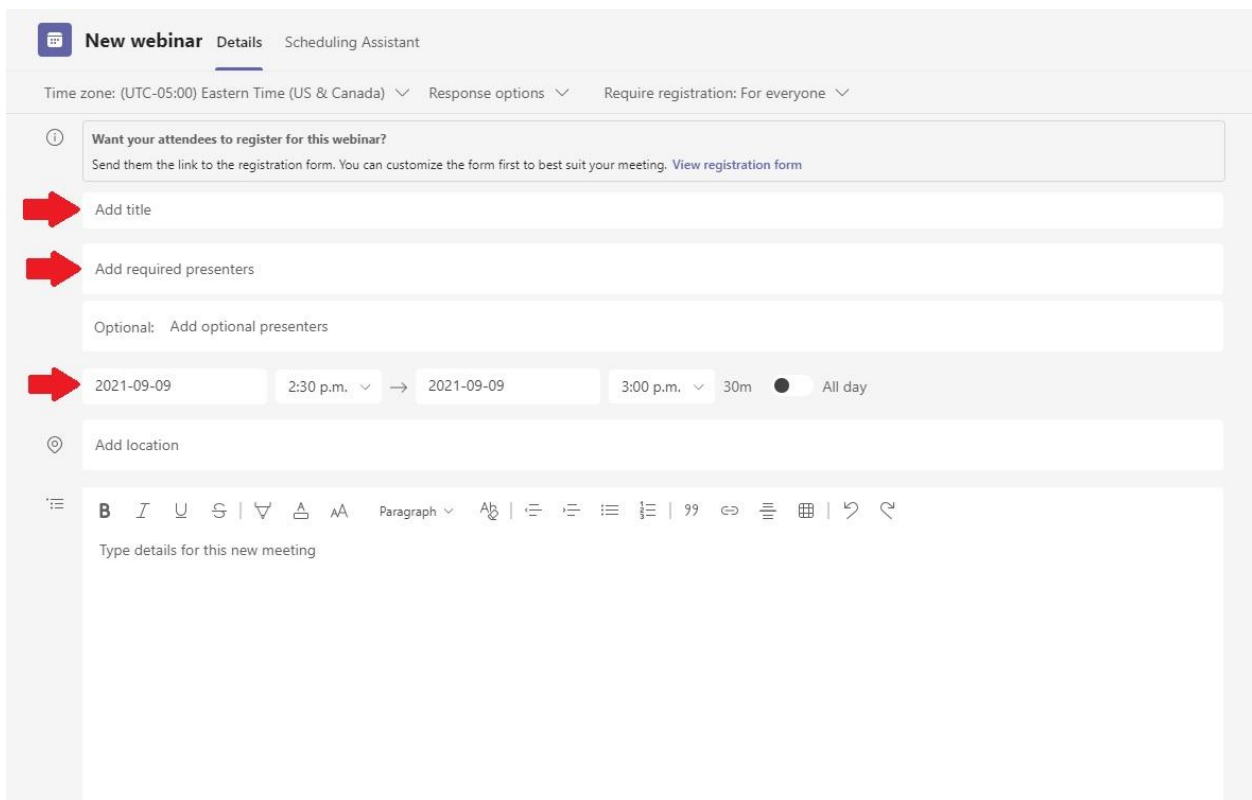 New webinar Details Scheduling Assistant
Time zone: (UTC-05:00) Eastern Time (US & Canada) Response options Require registration: For everyone
Want your attendees to register for this webinar?
Send them the link to the registration form. You can customize the form first to best suit your meeting. View registration form
Add title
Add required presenters
Optional: Add optional presenters
2021-09-09 2:30 p.m. → 2021-09-09 3:00 p.m. 30m All day
Add location
B I U S A AA Paragraph Ab 99
Type details for this new meeting